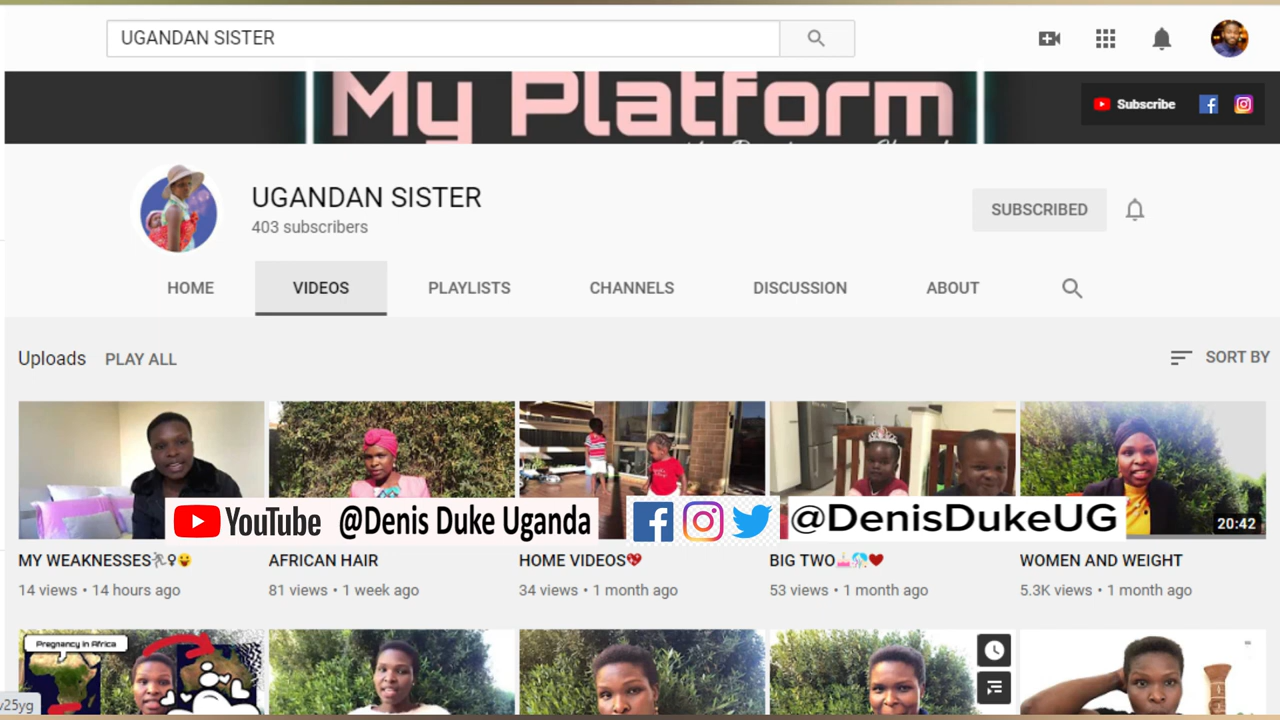 UGANDAN SISTER
My Platform
Subscribe
UGANDAN SISTER
403 subscribers
SUBSCRIBED
HOME VIDEOS PLAYLISTS CHANNELS DISCUSSION ABOUT
Uploads PLAY ALL SORT BY
20:42
YouTube @Denis Duke Uganda @DenisDukeUG
MY WEAKNESSES🏃♀😛 AFRICAN HAIR HOME VIDEOS💖 BIG TWO🎂🎊❤ WOMEN AND WEIGHT
14 views • 14 hours ago 81 views • 1 week ago 34 views • 1 month ago 53 views • 1 month ago 5.3K views • 1 month ago
Pregnancy in Africa
v25yg